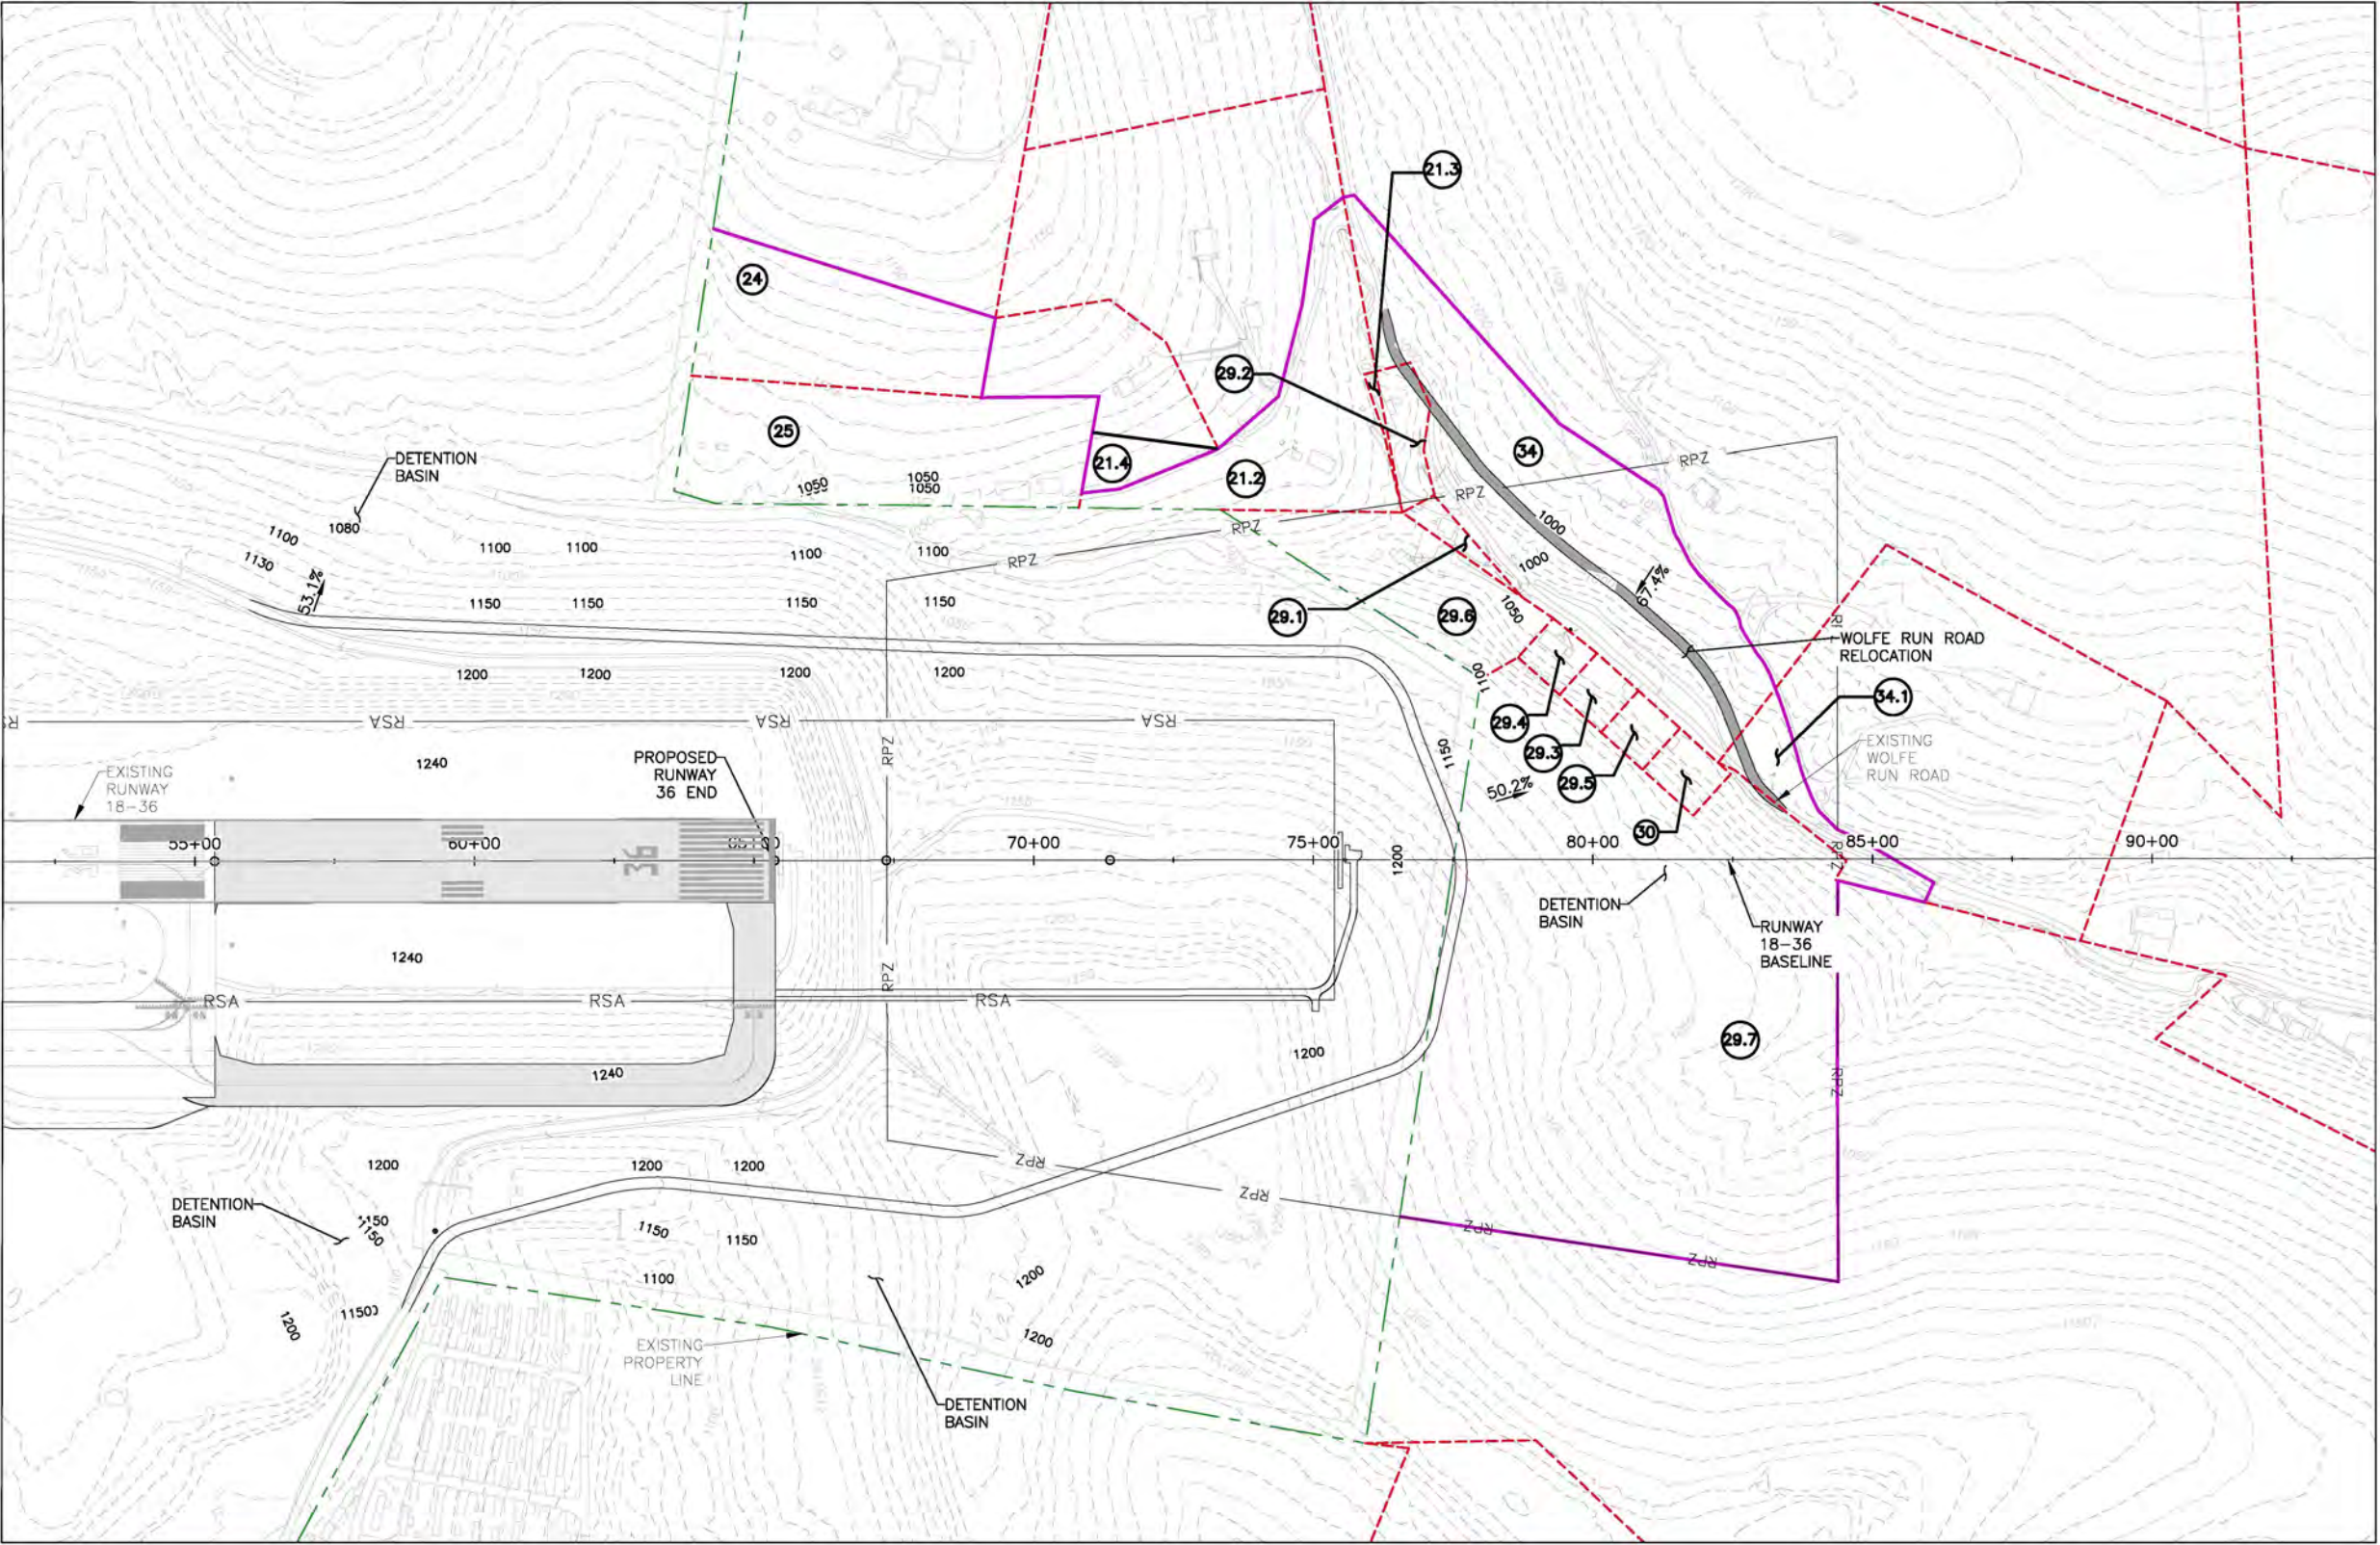 21.3
24
29.2
25
34
DETENTION
BASIN
21.4
21.2
RPZ
RPZ
RPZ
RPZ
1050
1050
1050
1080
1100
1130
53.1%
1100
1100
1100
1100
1000
1000
67.4%
29.1
29.6
1050
1150
1150
1150
1150
WOLFE RUN ROAD
RELOCATION
1200
1200
1200
1200
1100
34.1
29.4
29.3
29.5
30
RSA
RSA
RSA
RPZ
1150
50.2%
EXISTING
WOLFE
RUN ROAD
EXISTING
RUNWAY
18-36
1240
PROPOSED
RUNWAY
36 END
55+00
60+00
36
70+00
75+00
1200
80+00
85+00
90+00
RPZ
DETENTION
BASIN
RUNWAY
18-36
BASELINE
1240
RPZ
RSA
RSA
RSA
29.7
1240
1200
RPZ
RPZ
RPZ
RPZ
RPZ
1200
1200
1200
DETENTION
BASIN
1150
1150
1150
1150
1100
1200
1200
1200
EXISTING
PROPERTY
LINE
DETENTION
BASIN